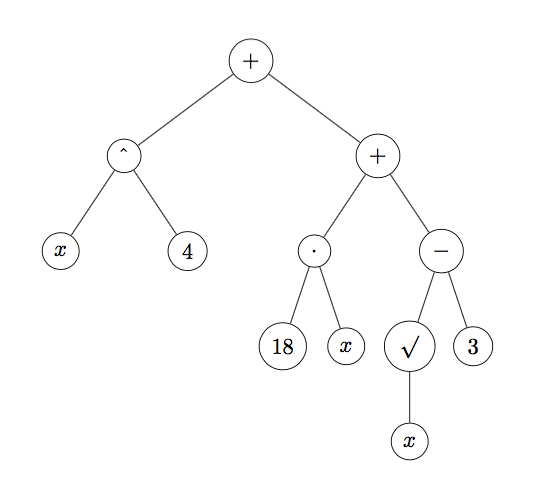 +
^ +
x 4 · −
18 x √ 3
x